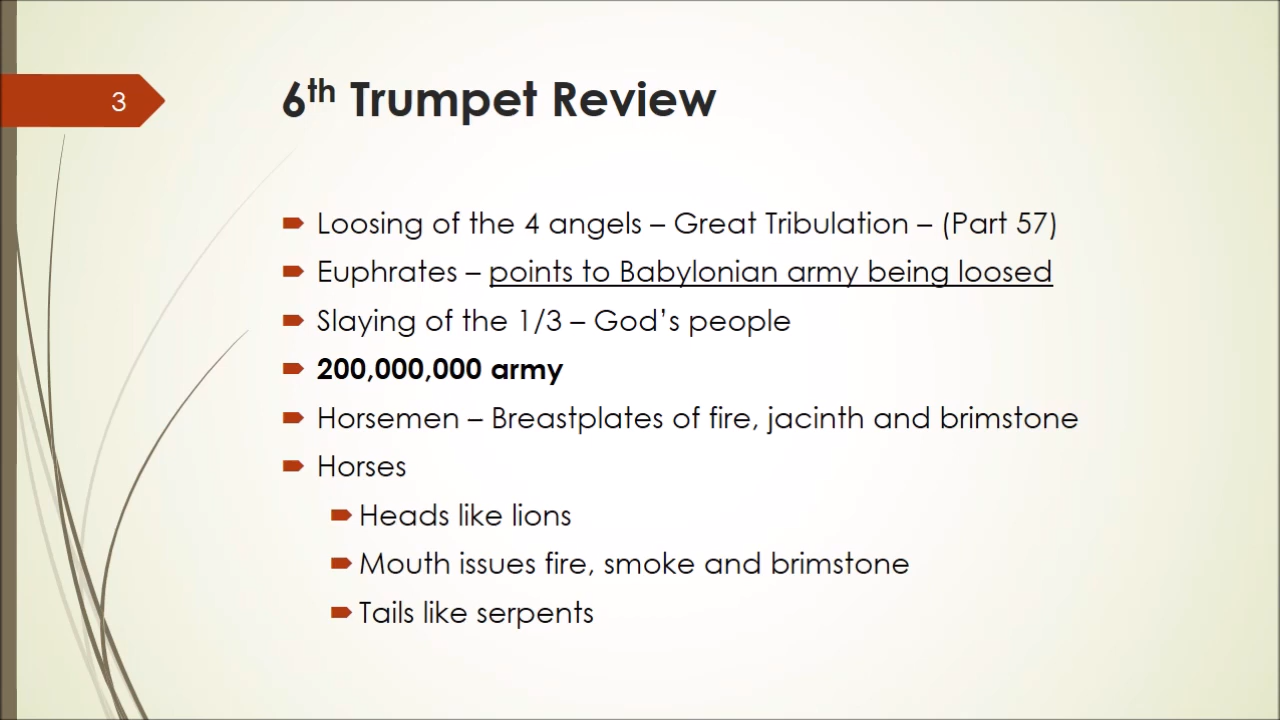 3
6th Trumpet Review
Loosing of the 4 angels – Great Tribulation – (Part 57)
Euphrates – points to Babylonian army being loosed
Slaying of the 1/3 – God’s people
200,000,000 army
Horsemen – Breastplates of fire, jacinth and brimstone
Horses
Heads like lions
Mouth issues fire, smoke and brimstone
Tails like serpents